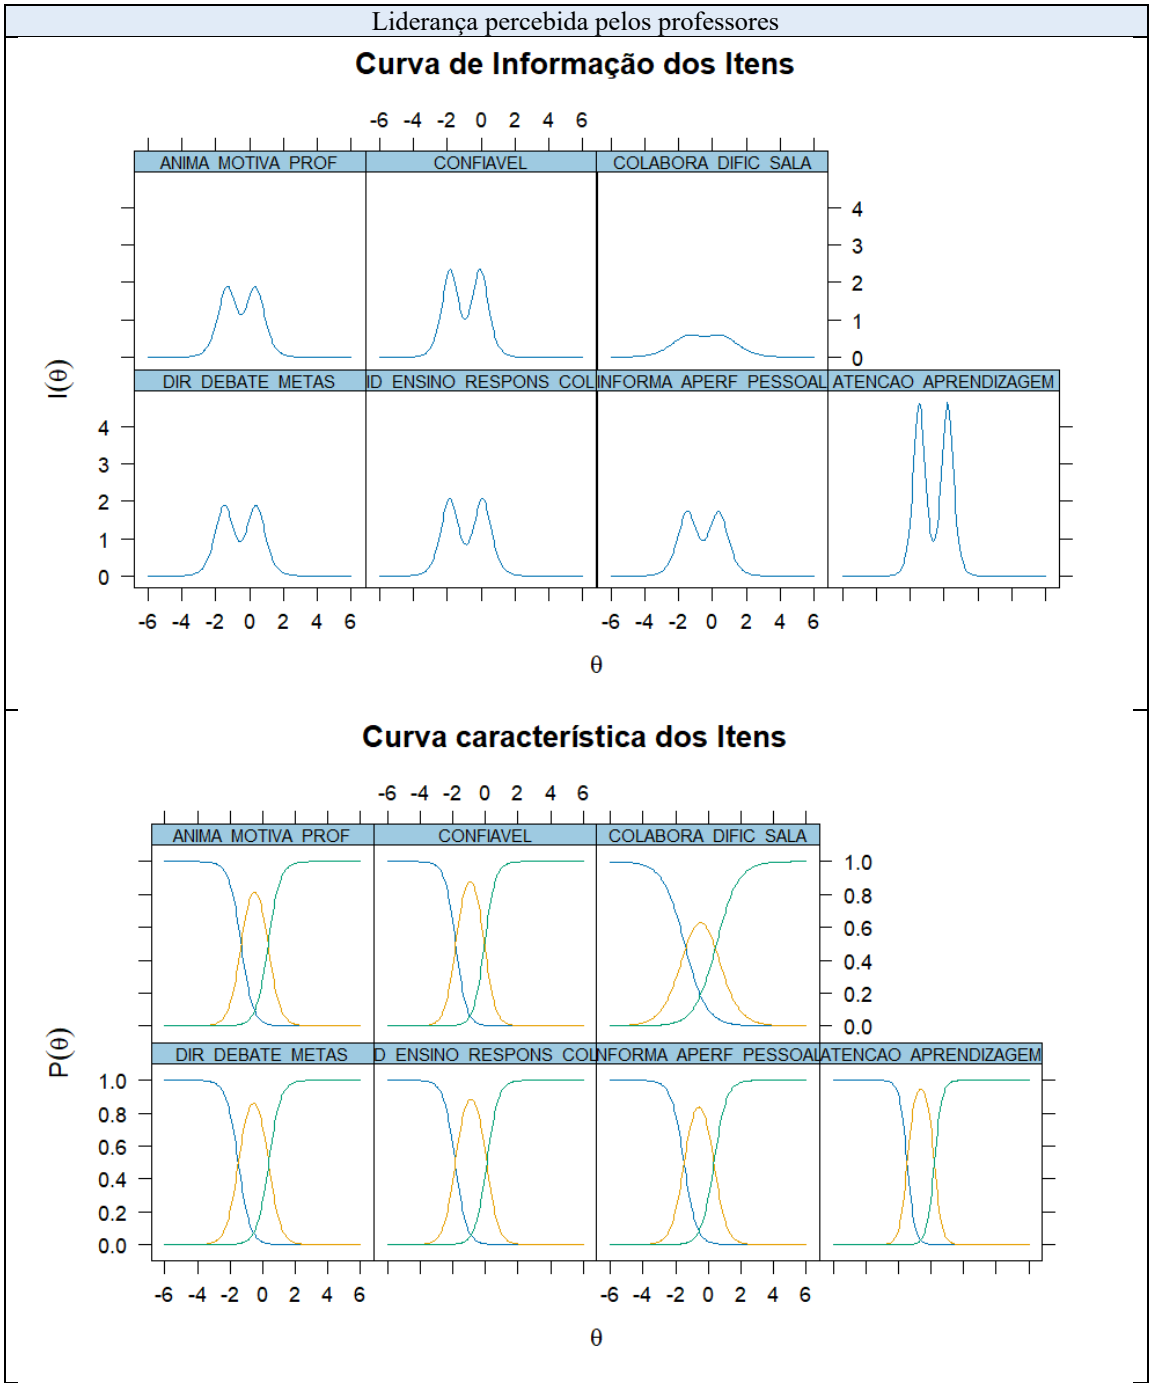 Liderança percebida pelos professores
Curva de Informação dos Itens
-6 -4 -2 0 2 4 6
ANIMA MOTIVA PROF CONFIAVEL COLABORA DIFIC SALA
4
3
2
1
0
I(θ)
DIR DEBATE METAS ID ENSINO RESPONS COL INFORMA APERF PESSOAL ATENCAO APRENDIZAGEM
4
3
2
1
0
-6 -4 -2 0 2 4 6 -6 -4 -2 0 2 4 6
θ
Curva característica dos Itens
-6 -4 -2 0 2 4 6
ANIMA MOTIVA PROF CONFIAVEL COLABORA DIFIC SALA
1.0
0.8
0.6
0.4
0.2
0.0
P(θ)
DIR DEBATE METAS D ENSINO RESPONS COL NFORMA APERF PESSOAL ATENCAO APRENDIZAGEM
1.0
0.8
0.6
0.4
0.2
0.0
-6 -4 -2 0 2 4 6 -6 -4 -2 0 2 4 6
θ